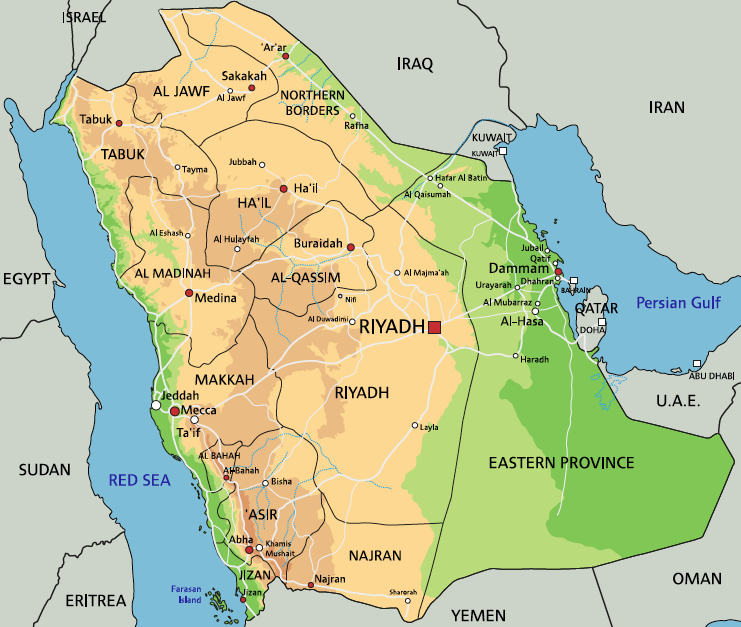 ISRAEL
'Ar'ar
IRAQ
Sakakah
AL JAWF
Al Jawf
NORTHERN
BORDERS
IRAN
Tabuk
Rafha
KUWAIT
KUWAIT
TABUK
Jubbah
Tayma
Hafar Al Batin
Al Qaisumah
Ha'il
HA'IL
Al Eshash
Al Hulayfah
Buraidah
Jubail
Qatif
AL MADINAH
AL-QASSIM
Al Majma'ah
Dammam
Dhahran
EGYPT
Urayarah
BAHRAIN
Medina
Nifi
Al Mubarraz
QATAR
Persian Gulf
Al Duwadimi
RIYADH
Al-Hasa
DOHA
Haradh
MAKKAH
ABU DHABI
RIYADH
Jeddah
U.A.E.
Mecca
Ta'if
Layla
AL BAHAH
EASTERN PROVINCE
SUDAN
Al-Bahah
RED SEA
Bisha
'ASIR
Abha
Khamis
Mushait
NAJRAN
JIZAN
Najran
OMAN
Farasan
Island
Jizan
Sharorah
ERITREA
YEMEN